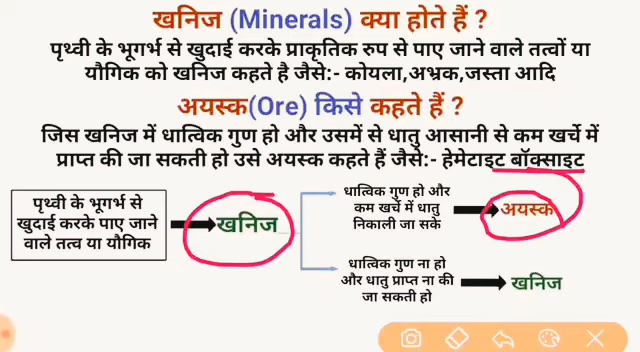 खनिज (Minerals) क्या होते हैं ?
पृथ्वी के भूगर्भ से खुदाई करके प्राकृतिक रुप से पाए जाने वाले तत्वों या
यौगिक को खनिज कहते है जैसे:- कोयला,अभ्रक,जस्ता आदि
अयस्क(Ore) किसे कहते हैं ?
जिस खनिज में धात्विक गुण हो और उसमें से धातु आसानी से कम खर्चे में
प्राप्त की जा सकती हो उसे अयस्क कहते हैं जैसे:- हेमेटाइट बॉक्साइट
पृथ्वी के भूगर्भ से
खुदाई करके पाए जाने
वाले तत्व या यौगिक
खनिज
धात्विक गुण हो और
कम खर्चे में धातु
निकाली जा सके
अयस्क
धात्विक गुण ना हो
और धातु प्राप्त ना की
जा सकती हो
खनिज